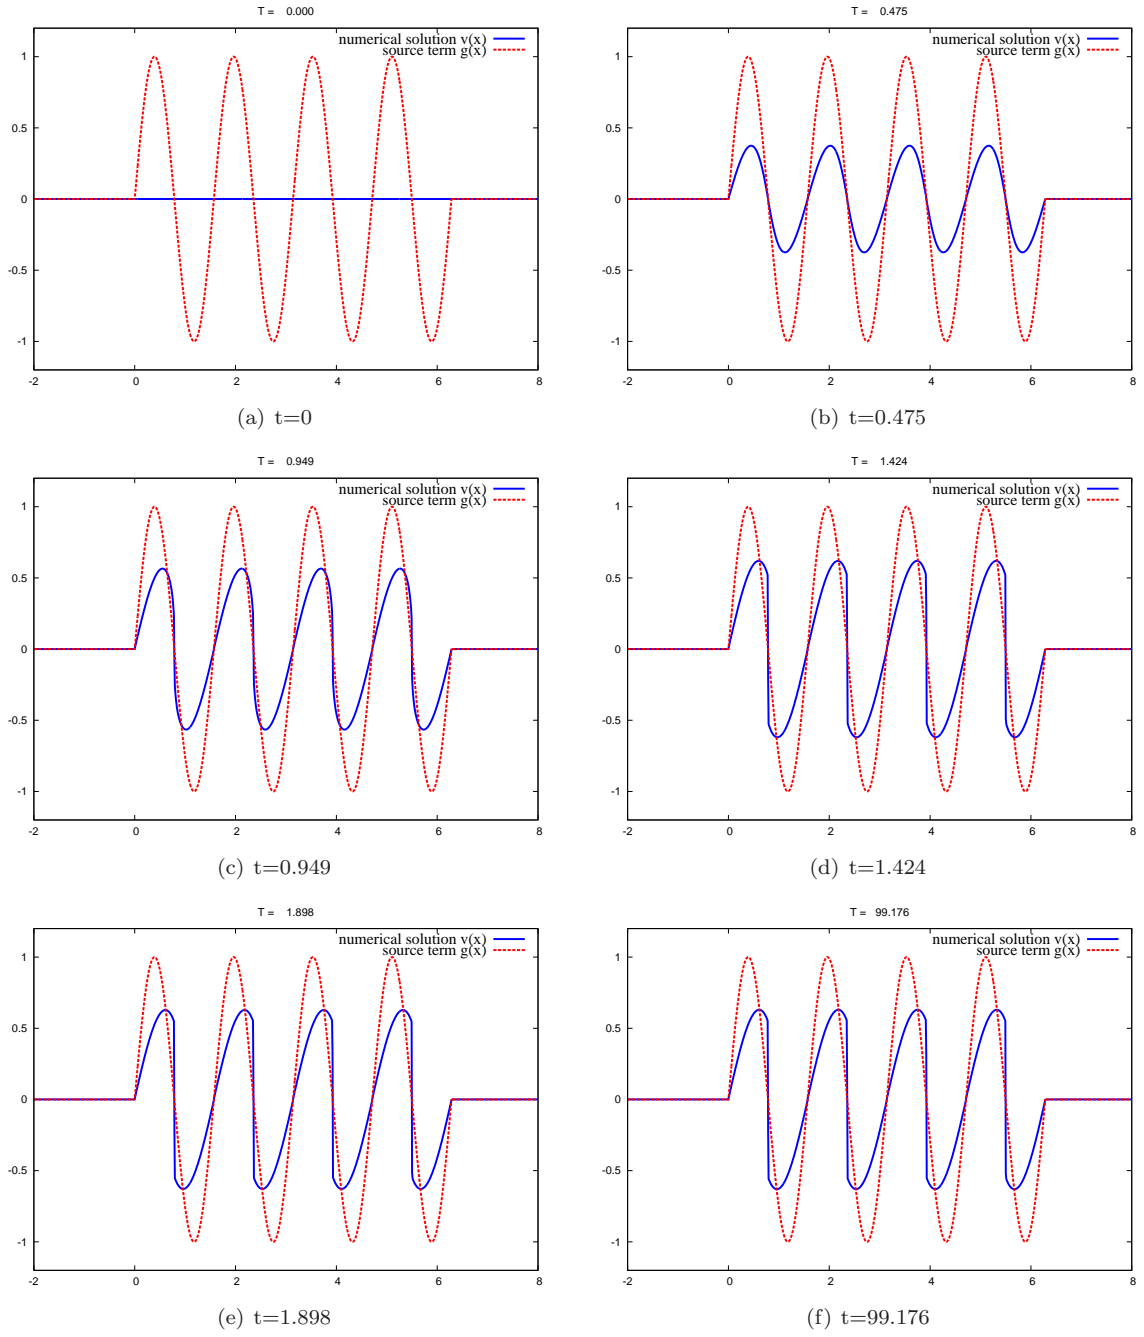 T = 0.000
numerical solution v(x)
source term g(x)
1
0.5
0
-0.5
-1
-2 0 2 4 6 8
(a) t=0
T = 0.475
numerical solution v(x)
source term g(x)
1
0.5
0
-0.5
-1
-2 0 2 4 6 8
(b) t=0.475
T = 0.949
numerical solution v(x)
source term g(x)
1
0.5
0
-0.5
-1
-2 0 2 4 6 8
(c) t=0.949
T = 1.424
numerical solution v(x)
source term g(x)
1
0.5
0
-0.5
-1
-2 0 2 4 6 8
(d) t=1.424
T = 1.898
numerical solution v(x)
source term g(x)
1
0.5
0
-0.5
-1
-2 0 2 4 6 8
(e) t=1.898
T = 99.176
numerical solution v(x)
source term g(x)
1
0.5
0
-0.5
-1
-2 0 2 4 6 8
(f) t=99.176